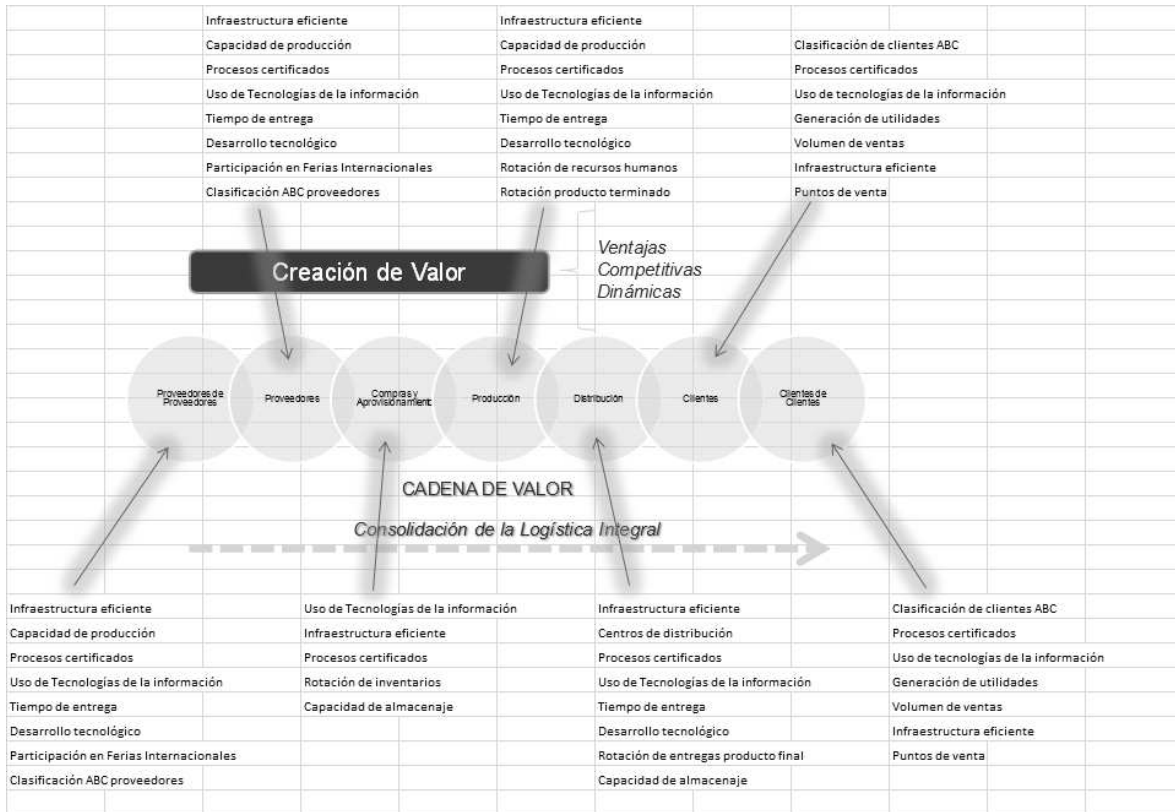 Infraestructura eficiente
Capacidad de producción
Procesos certificados
Uso de Tecnologías de la información
Tiempo de entrega
Desarrollo tecnológico
Participación en Ferias Internacionales
Clasificación ABC proveedores
Infraestructura eficiente
Capacidad de producción
Procesos certificados
Uso de Tecnologías de la información
Tiempo de entrega
Desarrollo tecnológico
Rotación de recursos humanos
Rotación producto terminado
Clasificación de clientes ABC
Procesos certificados
Uso de tecnologías de la información
Generación de utilidades
Volumen de ventas
Infraestructura eficiente
Puntos de venta
Creación de Valor
Ventajas
Competitivas
Dinámicas
Proveedores de
Proveedores
Proveedores
Compras y
Aprovisionamient
Producción
Distribución
Clientes
Clientes de
Clientes
CADENA DE VALOR
Consolidación de la Logística Integral
Infraestructura eficiente
Capacidad de producción
Procesos certificados
Uso de Tecnologías de la información
Tiempo de entrega
Desarrollo tecnológico
Participación en Ferias Internacionales
Clasificación ABC proveedores
Uso de Tecnologías de la información
Infraestructura eficiente
Procesos certificados
Rotación de inventarios
Capacidad de almacenaje
Infraestructura eficiente
Centros de distribución
Procesos certificados
Uso de Tecnologías de la información
Tiempo de entrega
Desarrollo tecnológico
Rotación de entregas producto final
Capacidad de almacenaje
Clasificación de clientes ABC
Procesos certificados
Uso de tecnologías de la información
Generación de utilidades
Volumen de ventas
Infraestructura eficiente
Puntos de venta